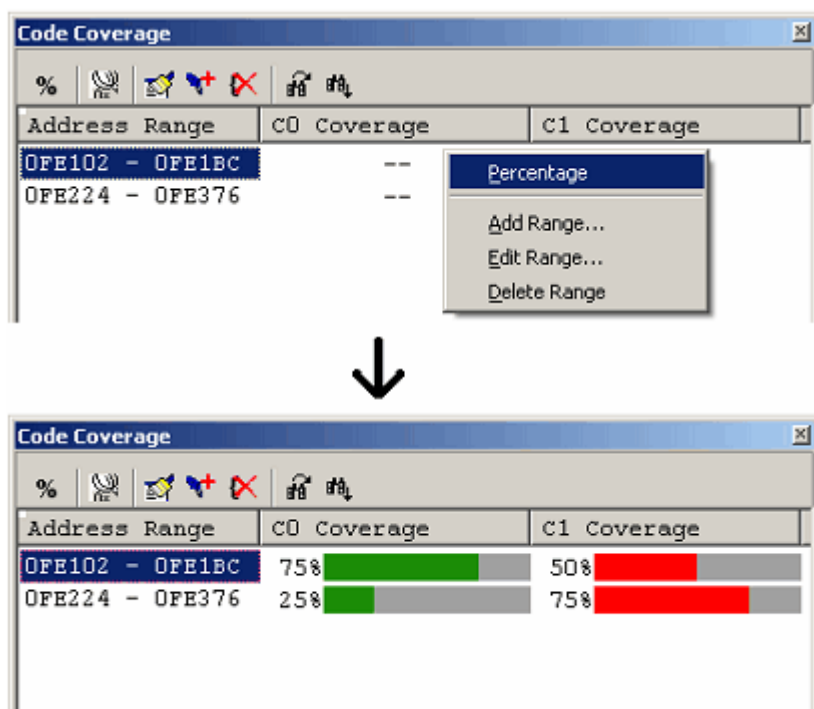 Code Coverage
%
Address Range C0 Coverage C1 Coverage
0FE102 - 0FE1BC --
0FE224 - 0FE376 --
Percentage
Add Range...
Edit Range...
Delete Range
Code Coverage
%
Address Range C0 Coverage C1 Coverage
0FE102 - 0FE1BC 75% 50%
0FE224 - 0FE376 25% 75%